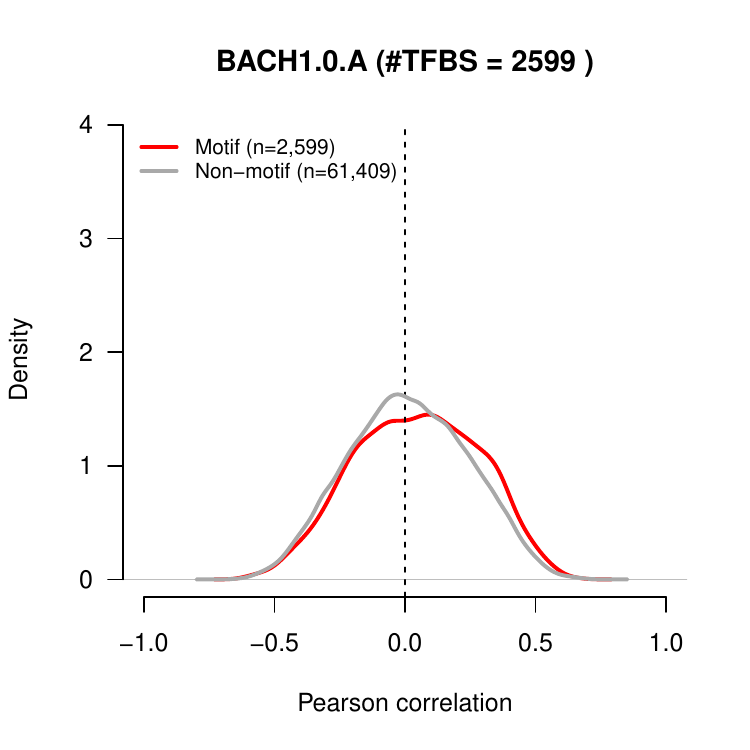 BACH1.0.A (#TFBS = 2599 )
Motif (n=2,599)
Non−motif (n=61,409)
4
3
2
1
0
Density
−1.0 −0.5 0.0 0.5 1.0
Pearson correlation